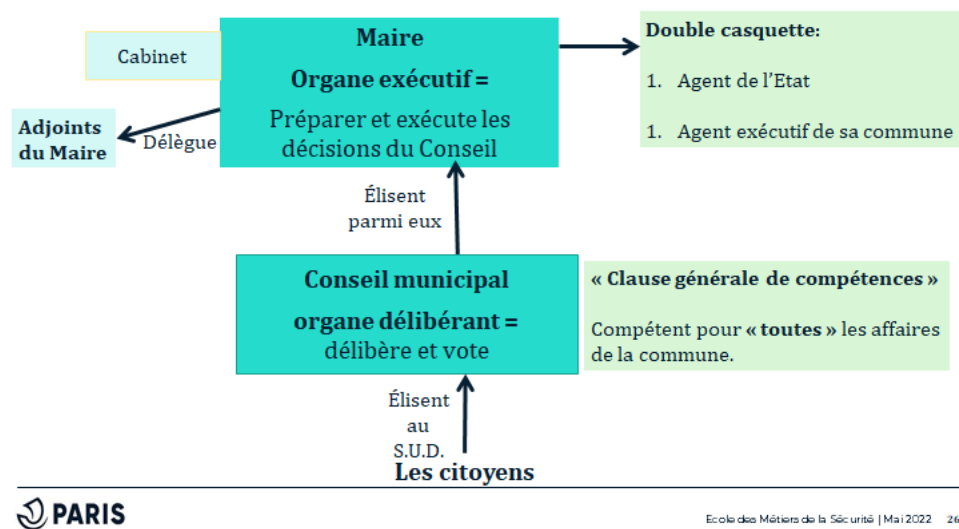 Cabinet
Maire
Organe exécutif =
Préparer et exécute les
décisions du Conseil
Double casquette:
1. Agent de l'Etat
1. Agent exécutif de sa commune
Adjoints
du Maire
Délègue
Élisent
parmi eux
Conseil municipal
organe délibérant =
délibère et vote
« Clause générale de compétences »
Compétent pour « toutes » les affaires
de la commune.
Élisent
au
S.U.D.
Les citoyens
PARIS
Ecole des Métiers de la Sécurité | Mai 2022 26